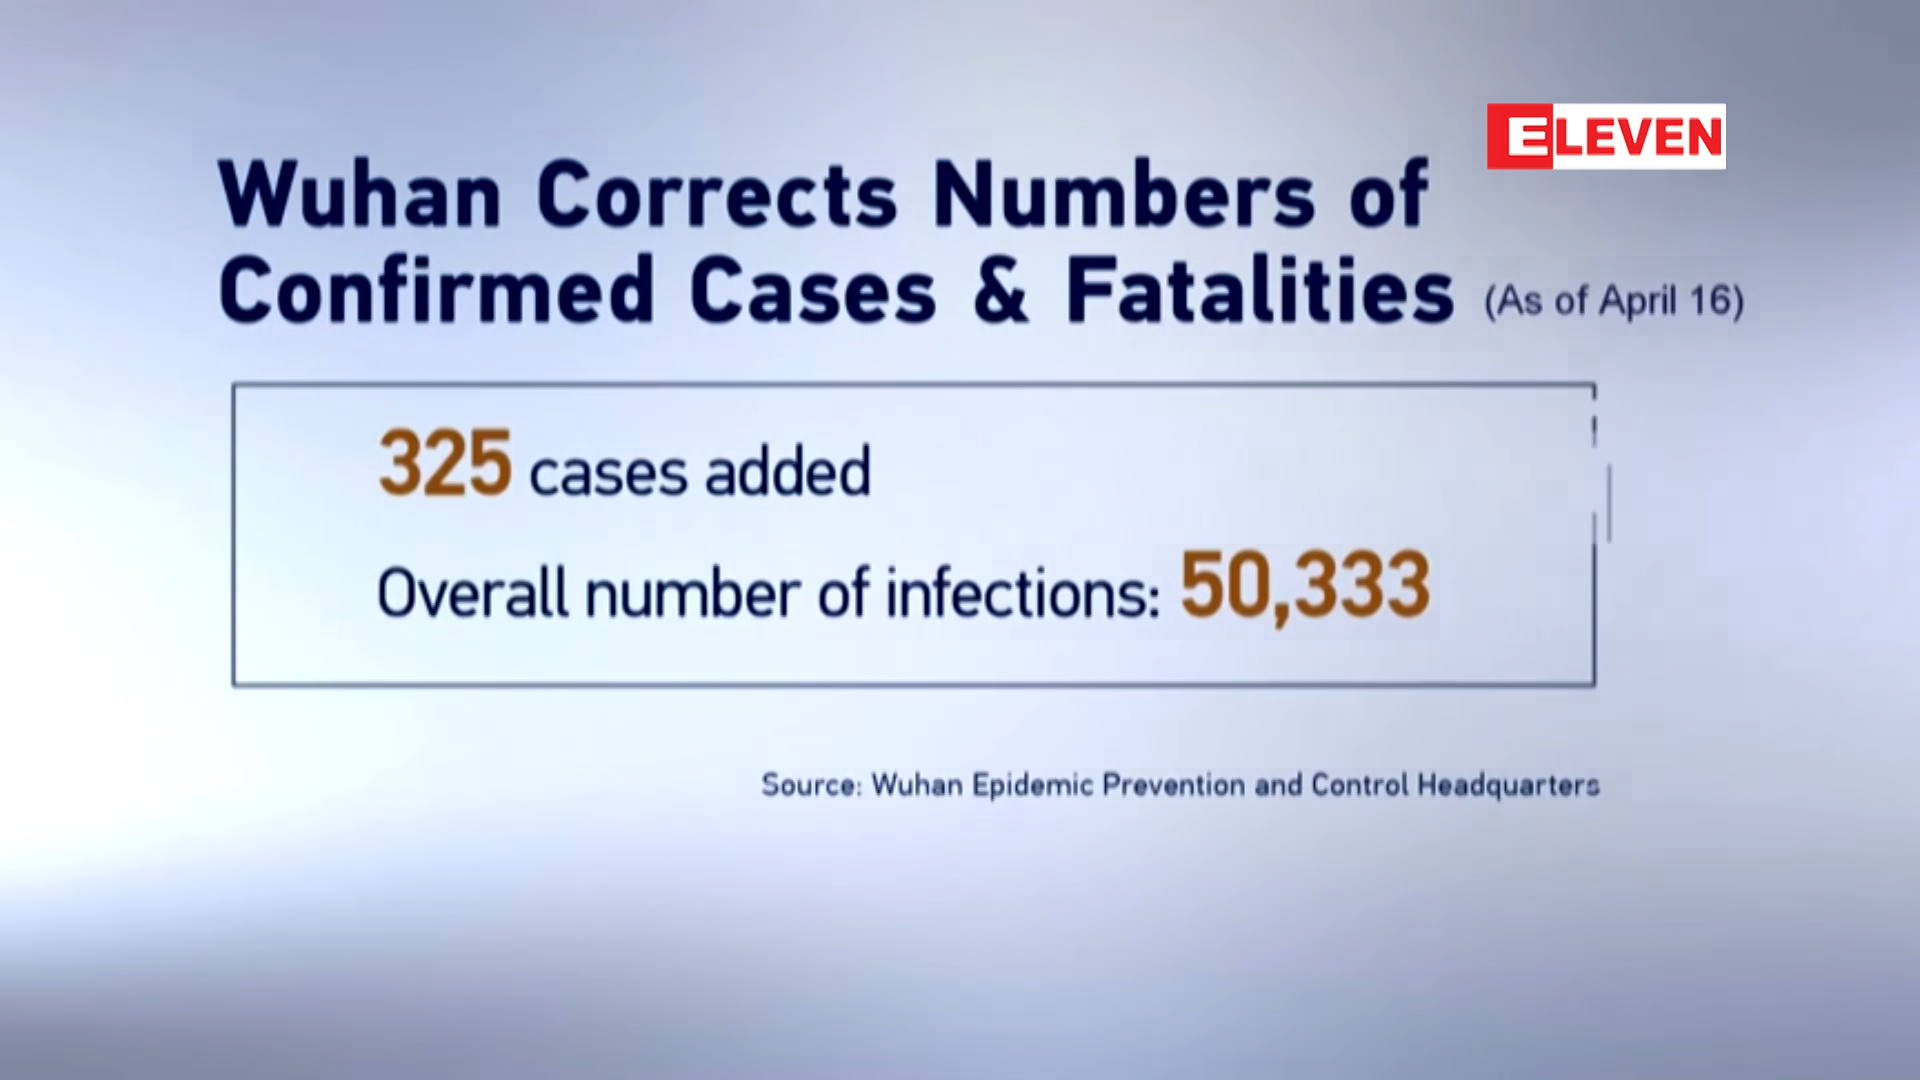 ELEVEN
Wuhan Corrects Numbers of
Confirmed Cases & Fatalities (As of April 16)
325 cases added
Overall number of infections: 50,333
Source: Wuhan Epidemic Prevention and Control Headquarters